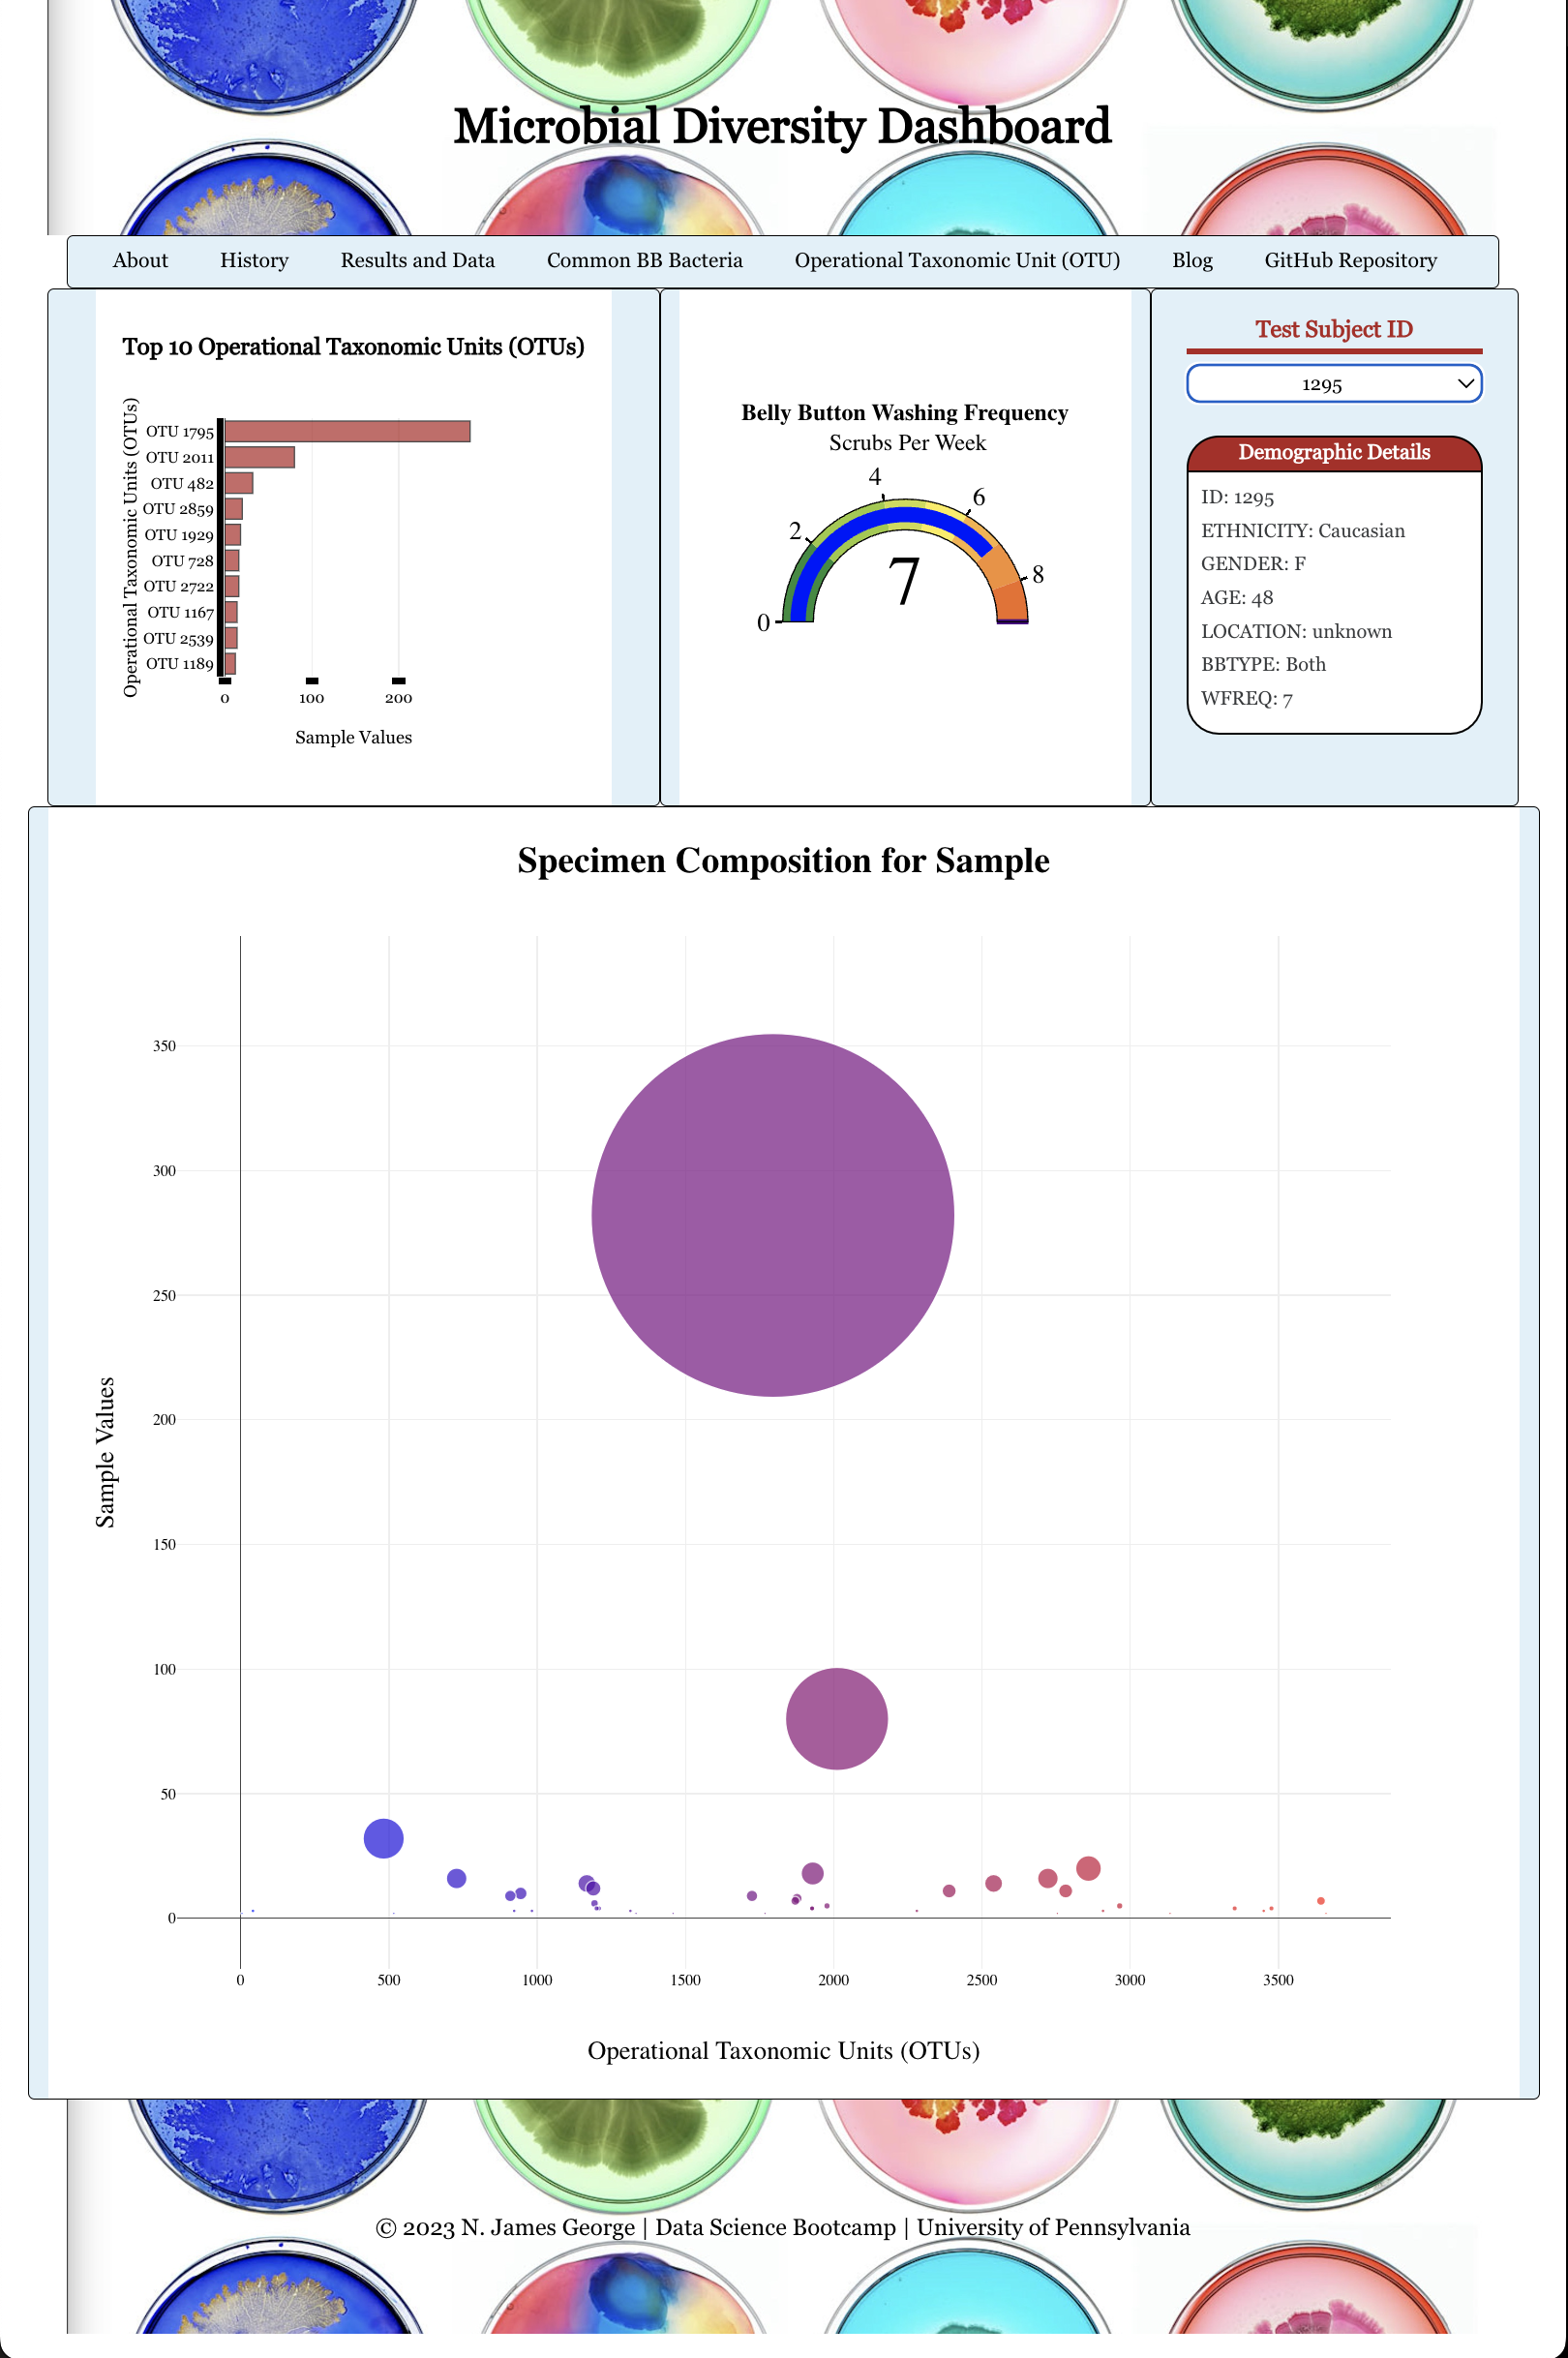 Microbial Diversity Dashboard
About History Results and Data Common BB Bacteria Operational Taxonomic Unit (OTU) Blog GitHub Repository
Top 10 Operational Taxonomic Units (OTUs)
Operational Taxonomic Units (OTUs)
OTU 1795
OTU 2011
OTU 482
OTU 2859
OTU 1929
OTU 728
OTU 2722
OTU 1167
OTU 2539
OTU 1189
0 100 200
Sample Values
Belly Button Washing Frequency
Scrubs Per Week
0
2
4
6
8
7
Test Subject ID
1295
Demographic Details
ID: 1295
ETHNICITY: Caucasian
GENDER: F
AGE: 48
LOCATION: unknown
BBTYPE: Both
WFREQ: 7
Specimen Composition for Sample
Sample Values
350
300
250
200
150
100
50
0
0 500 1000 1500 2000 2500 3000 3500
Operational Taxonomic Units (OTUs)
© 2023 N. James George | Data Science Bootcamp | University of Pennsylvania